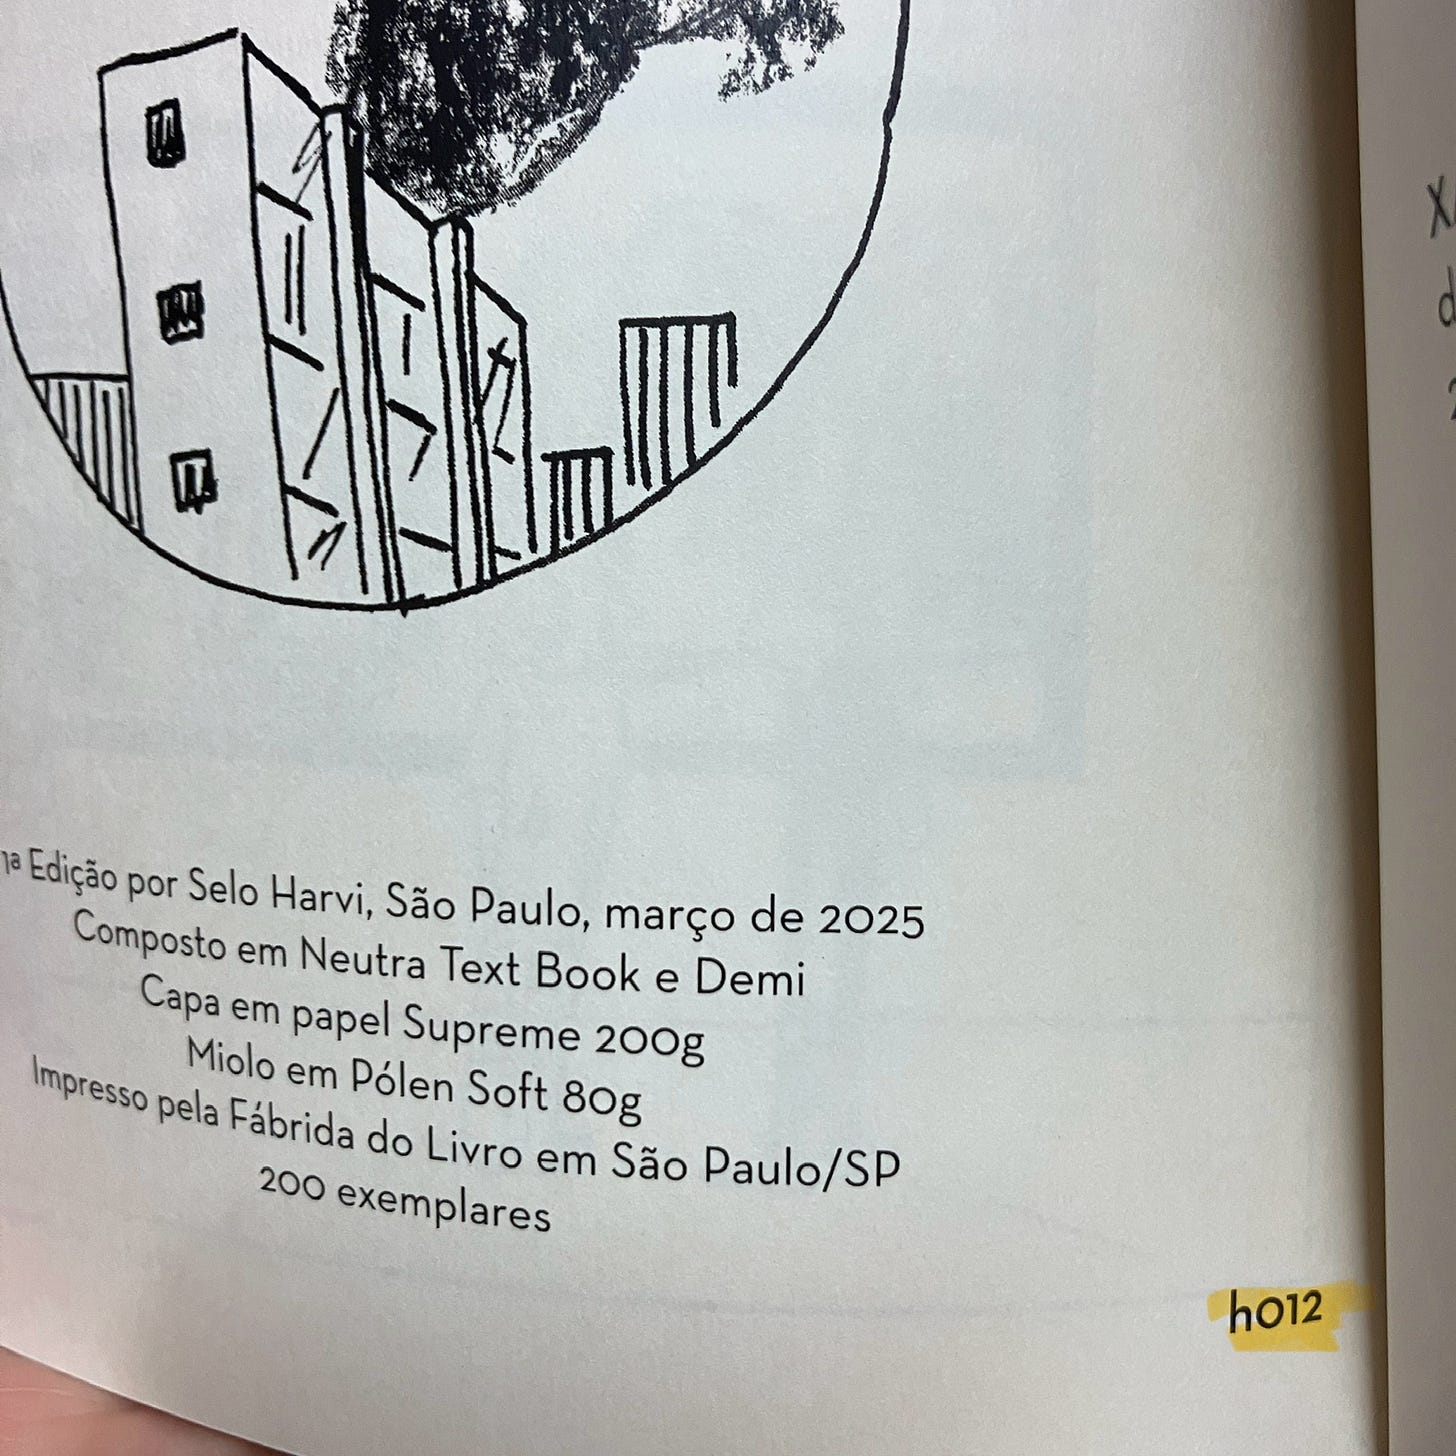 1ª Edição por Selo Harvi, São Paulo, março de 2025
Composto em Neutra Text Book e Demi
Capa em papel Supreme 200g
Miolo em Pólen Soft 80g
Impresso pela Fábrida do Livro em São Paulo/SP
200 exemplares
h012